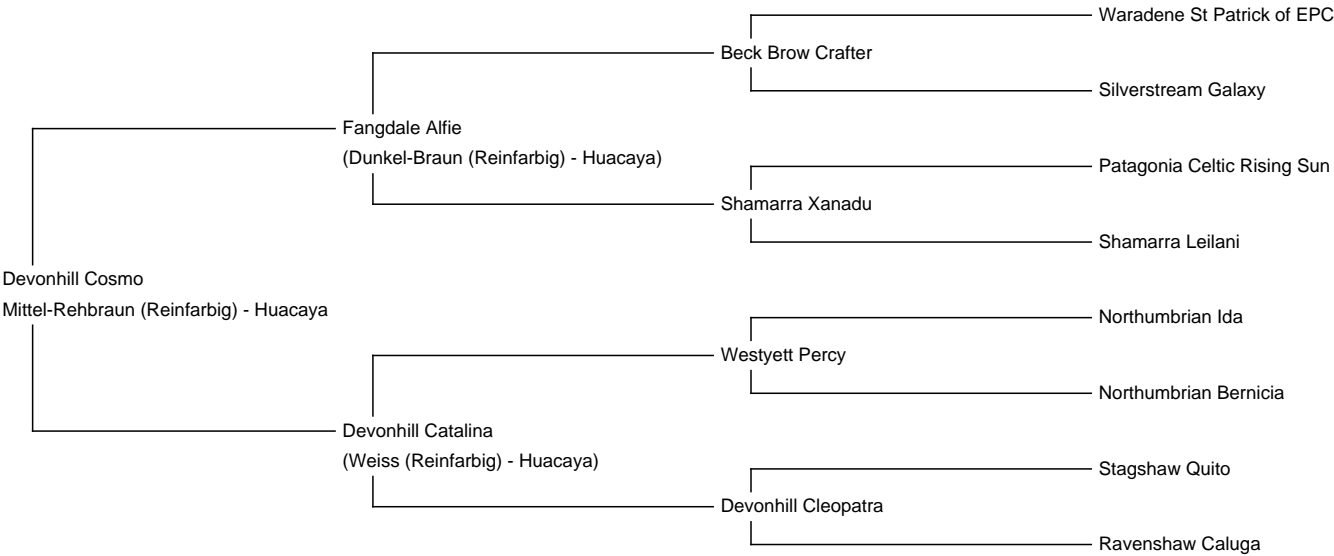 Waradene St Patrick of EPC
Beck Brow Crafter
Silverstream Galaxy
Fangdale Alfie
(Dunkel-Braun (Reinfarbig) - Huacaya)
Patagonia Celtic Rising Sun
Shamarra Xanadu
Shamarra Leilani
Devonhill Cosmo
Mittel-Rehbraun (Reinfarbig) - Huacaya
Northumbrian Ida
Westyett Percy
Northumbrian Bernicia
Devonhill Catalina
(Weiss (Reinfarbig) - Huacaya)
Stagshaw Quito
Devonhill Cleopatra
Ravenshaw Caluga